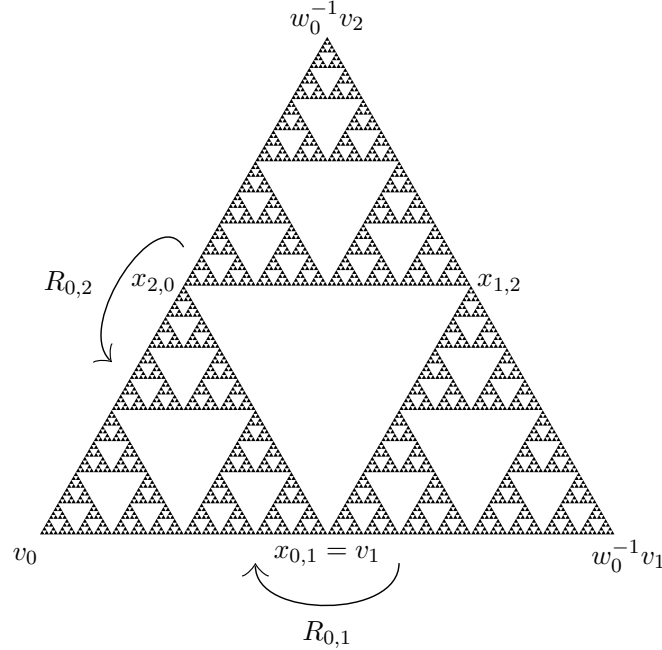 w_0^{-1}v_2
R_{0,2}
x_{2,0}
x_{1,2}
v_0
x_{0,1} = v_1
w_0^{-1}v_1
R_{0,1}